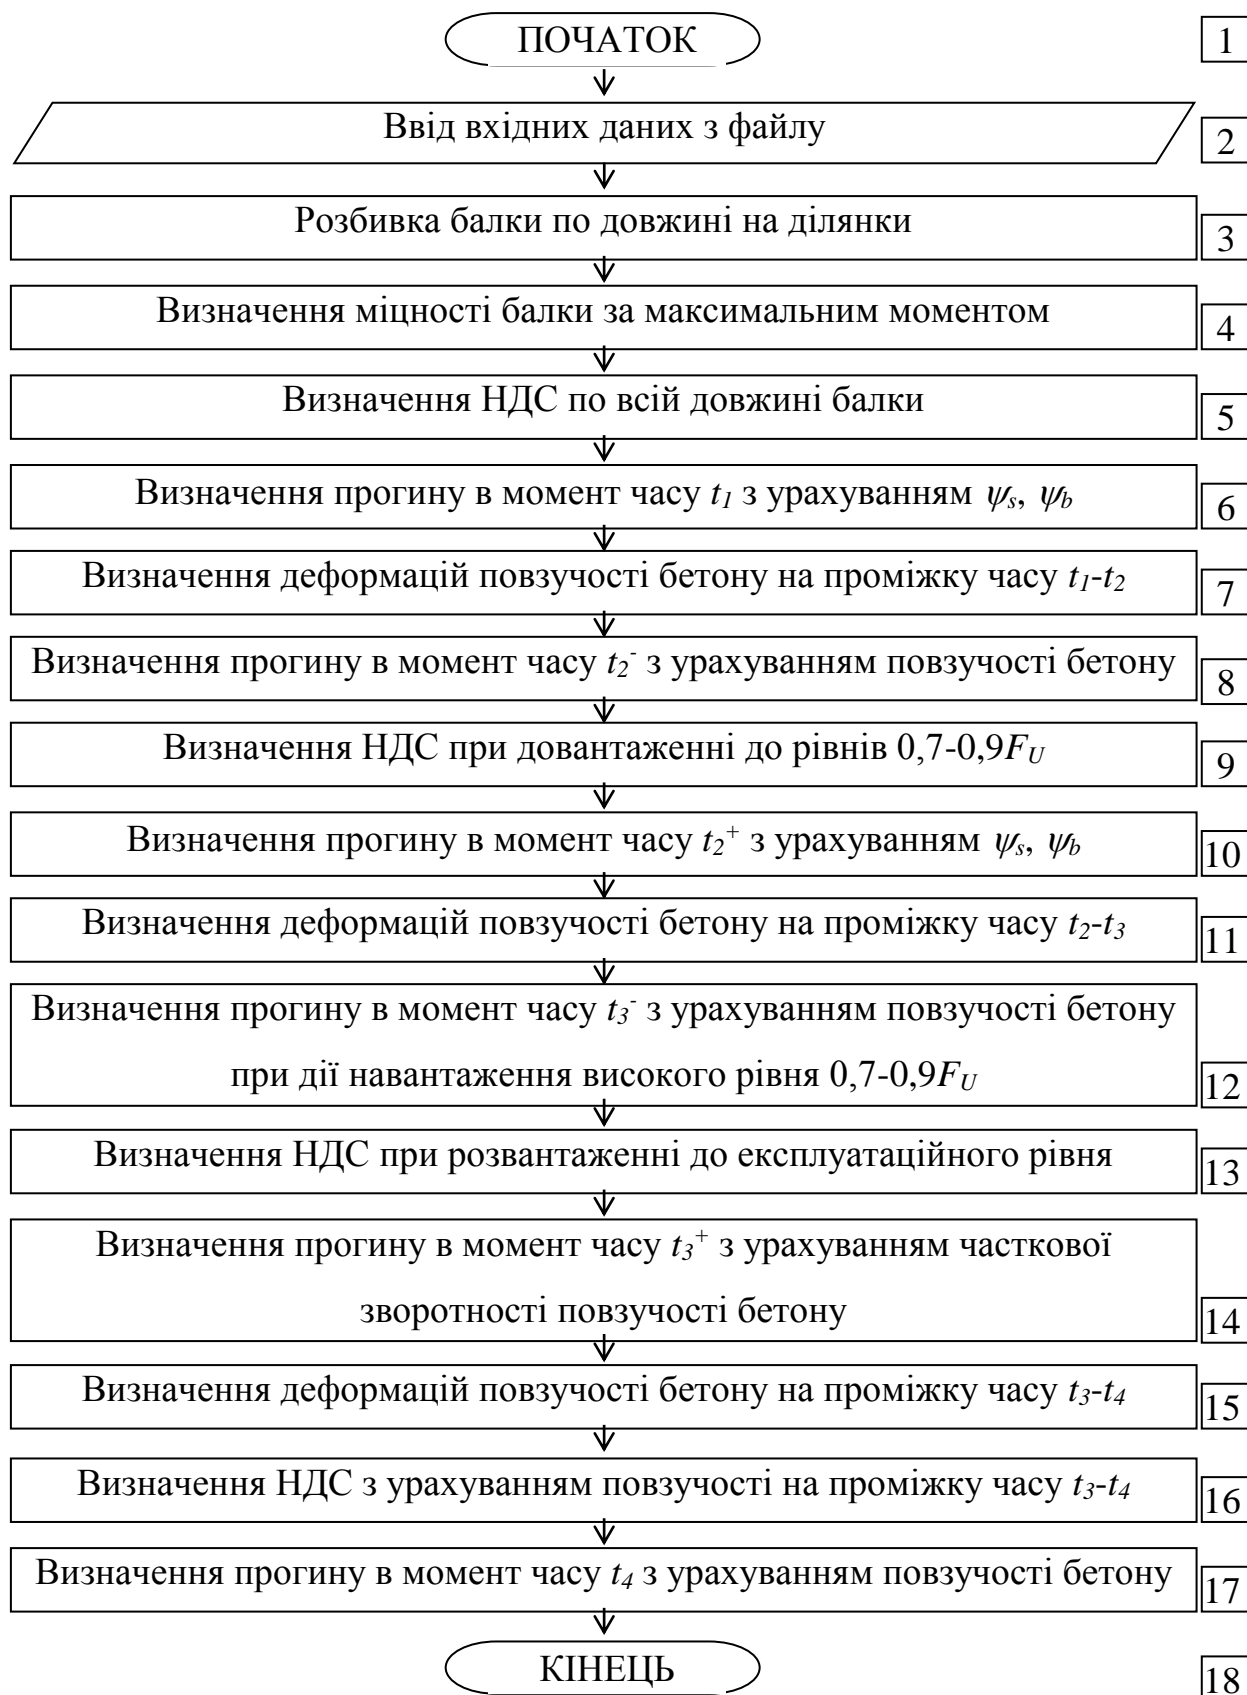 ПОЧАТОК
1
Ввід вхідних даних з файлу
2
Розбивка балки по довжині на ділянки
3
Визначення міцності балки за максимальним моментом
4
Визначення НДС по всій довжині балки
5
Визначення прогину в момент часу t₁ з урахуванням ψₛ, ψ_b
6
Визначення деформацій повзучості бетону на проміжку часу t₁-t₂
7
Визначення прогину в момент часу t₂⁻ з урахуванням повзучості бетону
8
Визначення НДС при довантаженні до рівнів 0,7-0,9F_U
9
Визначення прогину в момент часу t₂⁺ з урахуванням ψₛ, ψ_b
10
Визначення деформацій повзучості бетону на проміжку часу t₂-t₃
11
Визначення прогину в момент часу t₃⁻ з урахуванням повзучості бетону
при дії навантаження високого рівня 0,7-0,9F_U
12
Визначення НДС при розвантаженні до експлуатаційного рівня
13
Визначення прогину в момент часу t₃⁺ з урахуванням часткової
зворотності повзучості бетону
14
Визначення деформацій повзучості бетону на проміжку часу t₃-t₄
15
Визначення НДС з урахуванням повзучості на проміжку часу t₃-t₄
16
Визначення прогину в момент часу t₄ з урахуванням повзучості бетону
17
КІНЕЦЬ
18